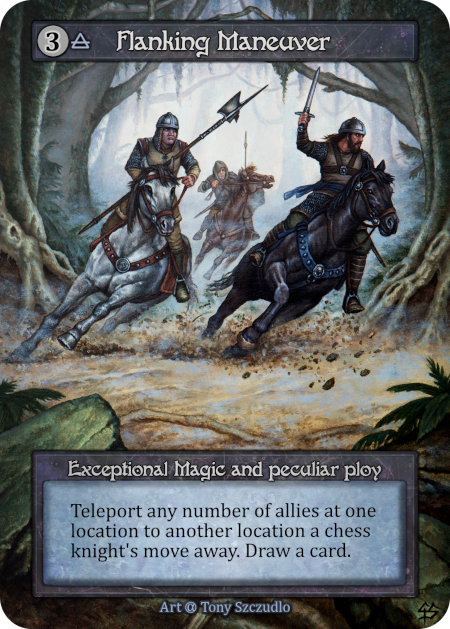 3 Flanking Maneuver
Exceptional Magic and peculiar ploy
Teleport any number of allies at one
location to another location a chess
knight's move away. Draw a card.
Art @ Tony Szczudlo